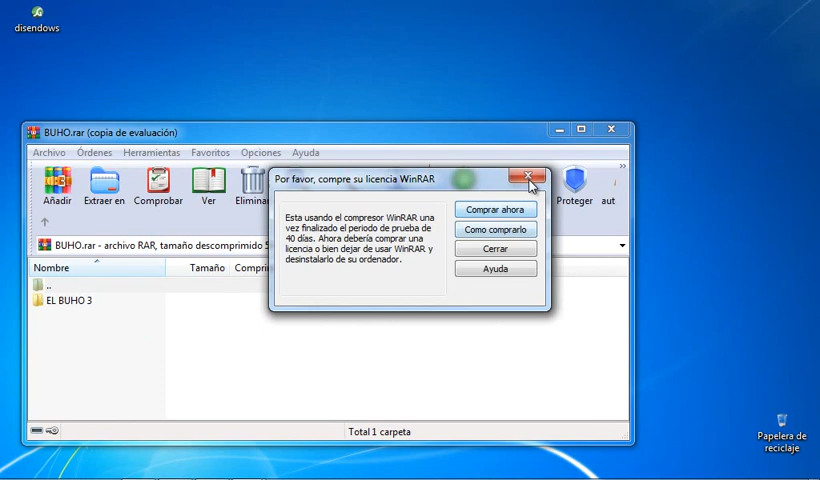 disendows
BUHO.rar (copia de evaluación)
Archivo Órdenes Herramientas Favoritos Opciones Ayuda
Añadir Extraer en Comprobar Ver Eliminar Proteger aut
BUHO.rar - archivo RAR, tamaño descomprimido 5
Nombre Tamaño Compri
..
EL BUHO 3
Total 1 carpeta
Por favor, compre su licencia WinRAR
Esta usando el compresor WinRAR una
vez finalizado el periodo de prueba de
40 días. Ahora debería comprar una
licencia o bien dejar de usar WinRAR y
desinstalarlo de su ordenador.
Comprar ahora
Como comprarlo
Cerrar
Ayuda
Papelera de
reciclaje